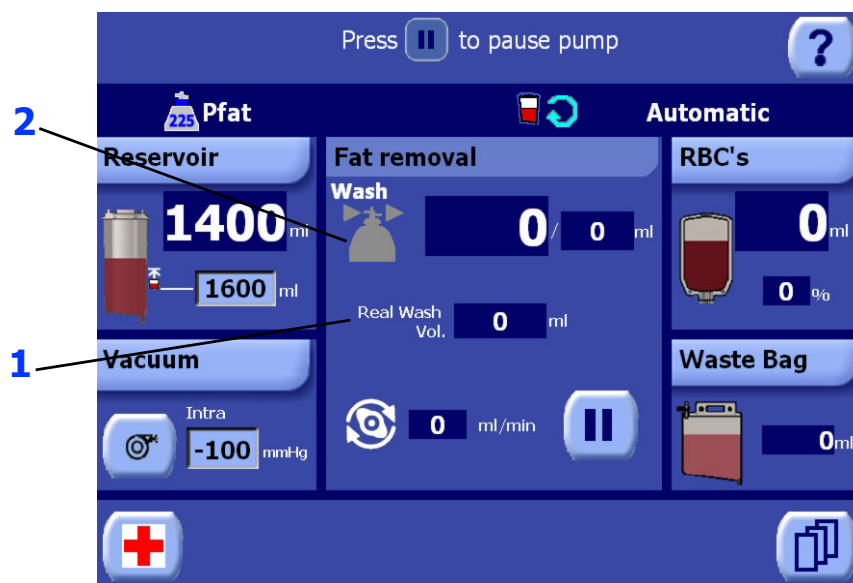 Press to pause pump
?
225 Pfat
Automatic
2
Reservoir
1400 ml
1600 ml
Fat removal
Wash
0 / 0 ml
Real Wash
Vol. 0 ml
0 ml/min
RBC's
0 ml
0 %
1
Vacuum
Intra
-100 mmHg
Waste Bag
0 ml